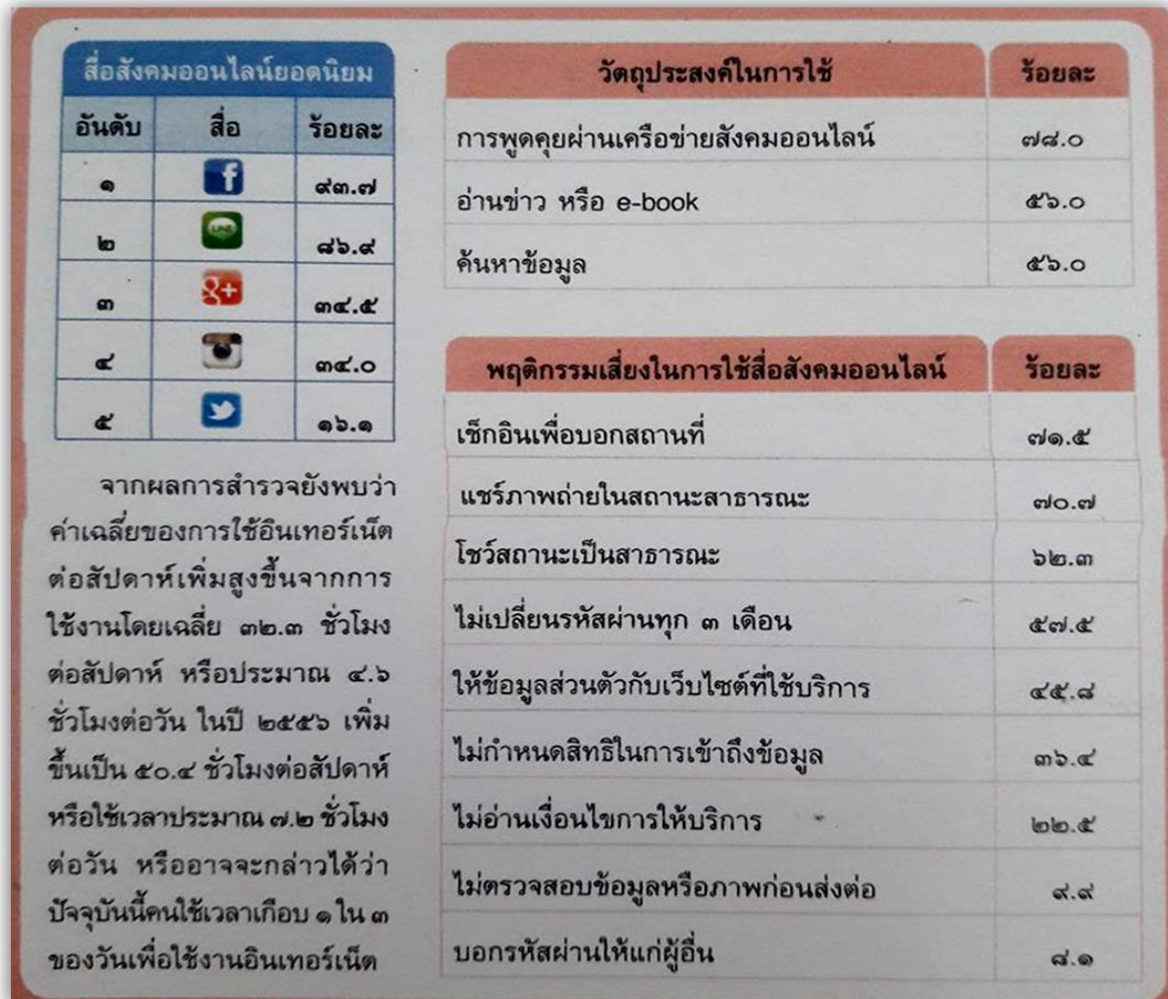 สื่อสังคมออนไลน์ยอดนิยม
อันดับ สื่อ ร้อยละ
๑ f ๙๓.๗
๒ LINE ๘๖.๙
๓ g+ ๓๔.๕
๔ ๓๔.๐
๕ ๑๖.๑
จากผลการสำรวจยังพบว่า
ค่าเฉลี่ยของการใช้อินเทอร์เน็ต
ต่อสัปดาห์เพิ่มสูงขึ้นจากการ
ใช้งานโดยเฉลี่ย ๓๒.๓ ชั่วโมง
ต่อสัปดาห์ หรือประมาณ ๔.๖
ชั่วโมงต่อวัน ในปี ๒๕๕๖ เพิ่ม
ขึ้นเป็น ๕๐.๔ ชั่วโมงต่อสัปดาห์
หรือใช้เวลาประมาณ ๗.๒ ชั่วโมง
ต่อวัน หรืออาจจะกล่าวได้ว่า
ปัจจุบันนี้คนใช้เวลาเกือบ ๑ ใน ๓
ของวันเพื่อใช้งานอินเทอร์เน็ต
วัตถุประสงค์ในการใช้ ร้อยละ
การพูดคุยผ่านเครือข่ายสังคมออนไลน์ ๗๘.๐
อ่านข่าว หรือ e-book ๕๖.๐
ค้นหาข้อมูล ๕๖.๐
พฤติกรรมเสี่ยงในการใช้สื่อสังคมออนไลน์ ร้อยละ
เช็กอินเพื่อบอกสถานที่ ๗๑.๕
แชร์ภาพถ่ายในสถานะสาธารณะ ๗๐.๗
โชว์สถานะเป็นสาธารณะ ๖๒.๓
ไม่เปลี่ยนรหัสผ่านทุก ๓ เดือน ๕๗.๕
ให้ข้อมูลส่วนตัวกับเว็บไซต์ที่ใช้บริการ ๔๕.๘
ไม่กำหนดสิทธิในการเข้าถึงข้อมูล ๓๖.๔
ไม่อ่านเงื่อนไขการให้บริการ ๒๒.๕
ไม่ตรวจสอบข้อมูลหรือภาพก่อนส่งต่อ ๙.๙
บอกรหัสผ่านให้แก่ผู้อื่น ๘.๑